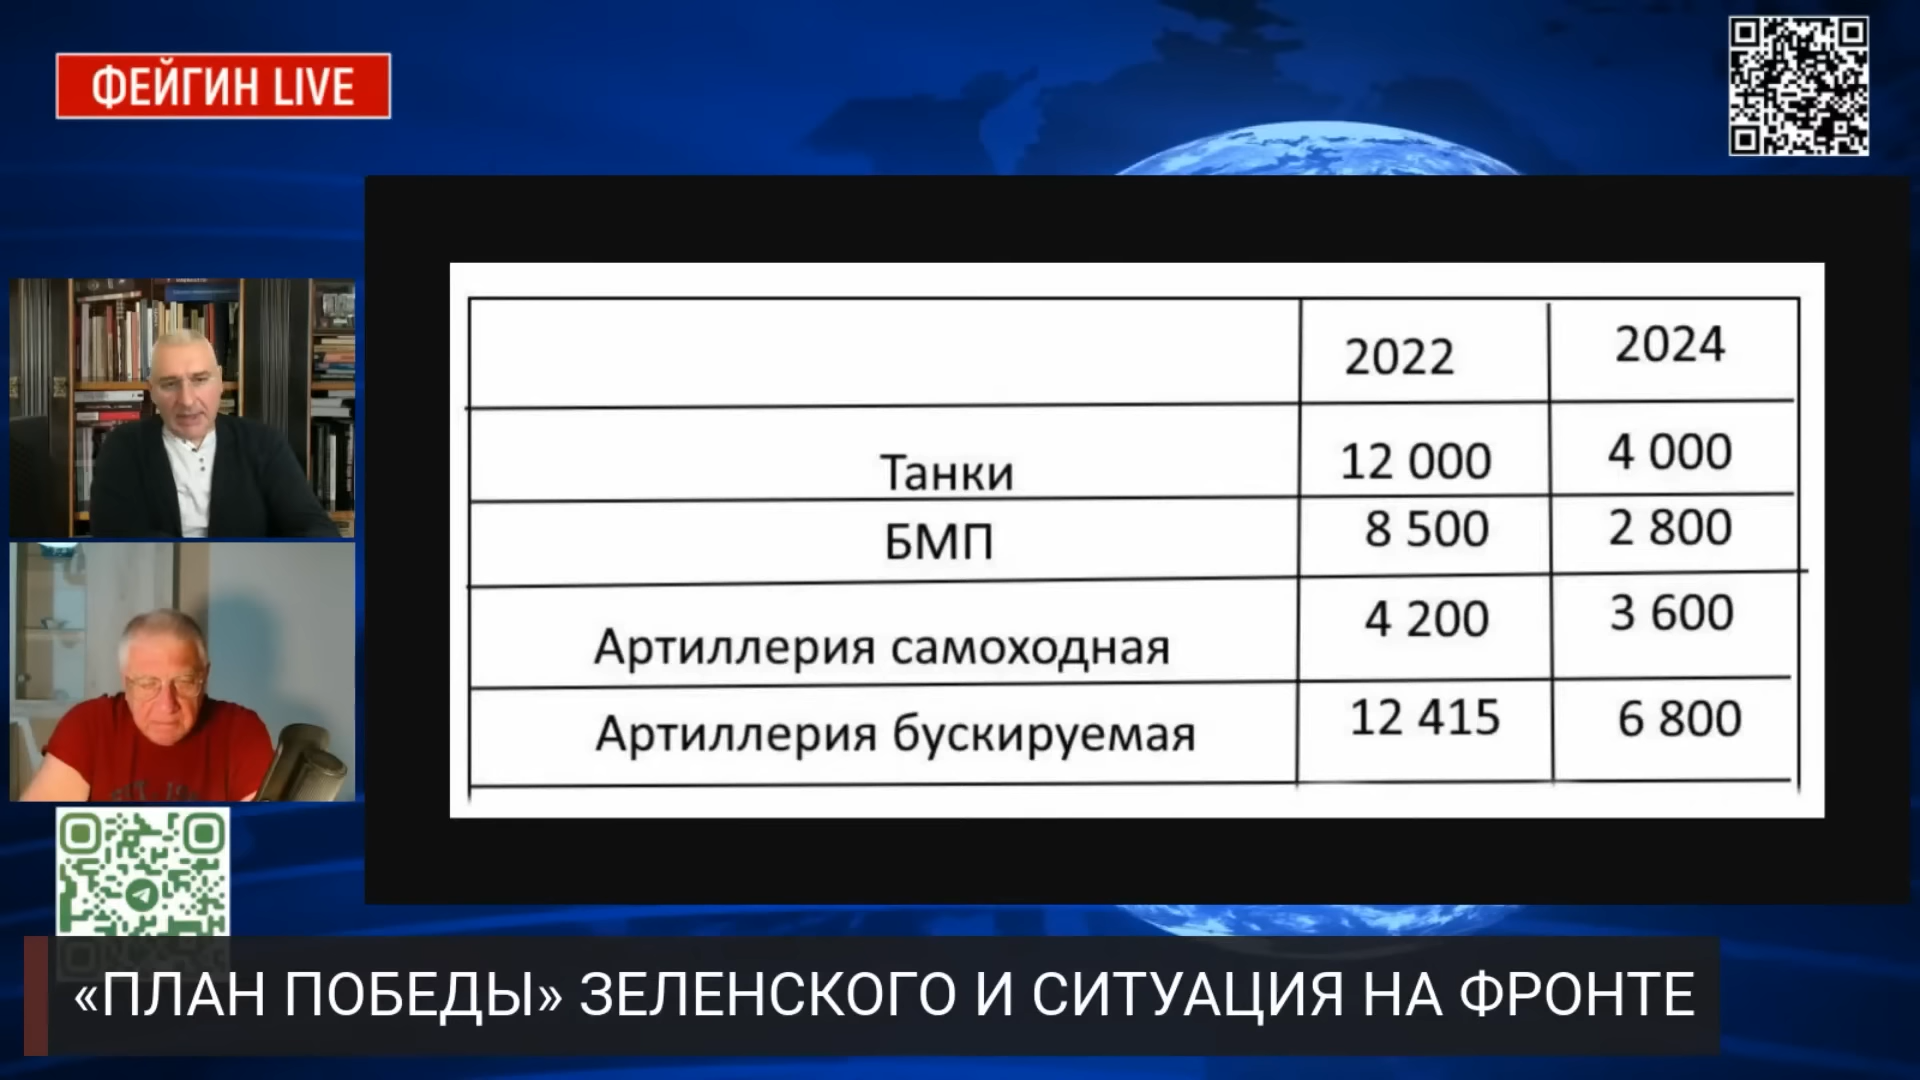 ФЕЙГИН LIVE
2022 2024
Танки 12 000 4 000
БМП 8 500 2 800
Артиллерия самоходная 4 200 3 600
Артиллерия бускируемая 12 415 6 800
«ПЛАН ПОБЕДЫ» ЗЕЛЕНСКОГО И СИТУАЦИЯ НА ФРОНТЕ